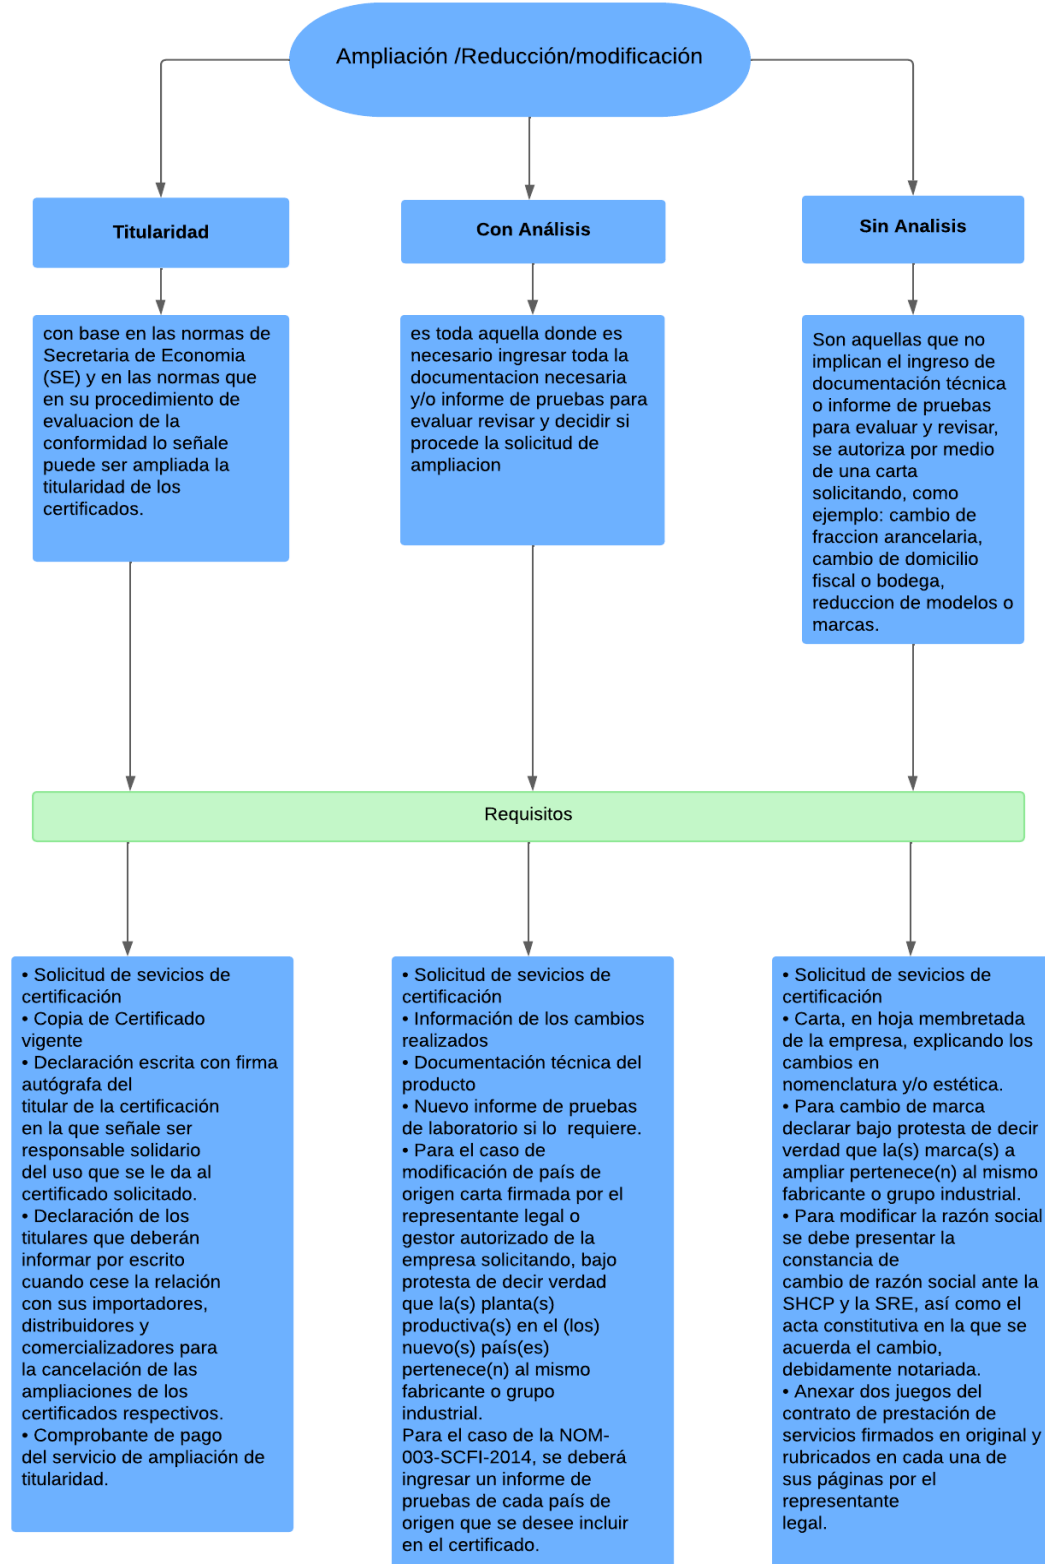 Ampliación /Reducción/modificación
Titularidad
Con Análisis
Sin Analisis
con base en las normas de
Secretaria de Economia
(SE) y en las normas que
en su procedimiento de
evaluacion de la
conformidad lo señale
puede ser ampliada la
titularidad de los
certificados.
es toda aquella donde es
necesario ingresar toda la
documentacion necesaria
y/o informe de pruebas para
evaluar revisar y decidir si
procede la solicitud de
ampliacion
Son aquellas que no
implican el ingreso de
documentación técnica
o informe de pruebas
para evaluar y revisar,
se autoriza por medio
de una carta
solicitando, como
ejemplo: cambio de
fraccion arancelaria,
cambio de domicilio
fiscal o bodega,
reduccion de modelos o
marcas.
Requisitos
• Solicitud de sevicios de
certificación
• Copia de Certificado
vigente
• Declaración escrita con firma
autógrafa del
titular de la certificación
en la que señale ser
responsable solidario
del uso que se le da al
certificado solicitado.
• Declaración de los
titulares que deberán
informar por escrito
cuando cese la relación
con sus importadores,
distribuidores y
comercializadores para
la cancelación de las
ampliaciones de los
certificados respectivos.
• Comprobante de pago
del servicio de ampliación de
titularidad.
• Solicitud de sevicios de
certificación
• Información de los cambios
realizados
• Documentación técnica del
producto
• Nuevo informe de pruebas
de laboratorio si lo  requiere.
• Para el caso de
modificación de país de
origen carta firmada por el
representante legal o
gestor autorizado de la
empresa solicitando, bajo
protesta de decir verdad
que la(s) planta(s)
productiva(s) en el (los)
nuevo(s) país(es)
pertenece(n) al mismo
fabricante o grupo
industrial.
Para el caso de la NOM-
003-SCFI-2014, se deberá
ingresar un informe de
pruebas de cada país de
origen que se desee incluir
en el certificado.
• Solicitud de sevicios de
certificación
• Carta, en hoja membretada
de la empresa, explicando los
cambios en
nomenclatura y/o estética.
• Para cambio de marca
declarar bajo protesta de decir
verdad que la(s) marca(s) a
ampliar pertenece(n) al mismo
fabricante o grupo industrial.
• Para modificar la razón social
se debe presentar la
constancia de
cambio de razón social ante la
SHCP y la SRE, así como el
acta constitutiva en la que se
acuerda el cambio,
debidamente notariada.
• Anexar dos juegos del
contrato de prestación de
servicios firmados en original y
rubricados en cada una de
sus páginas por el
representante
legal.